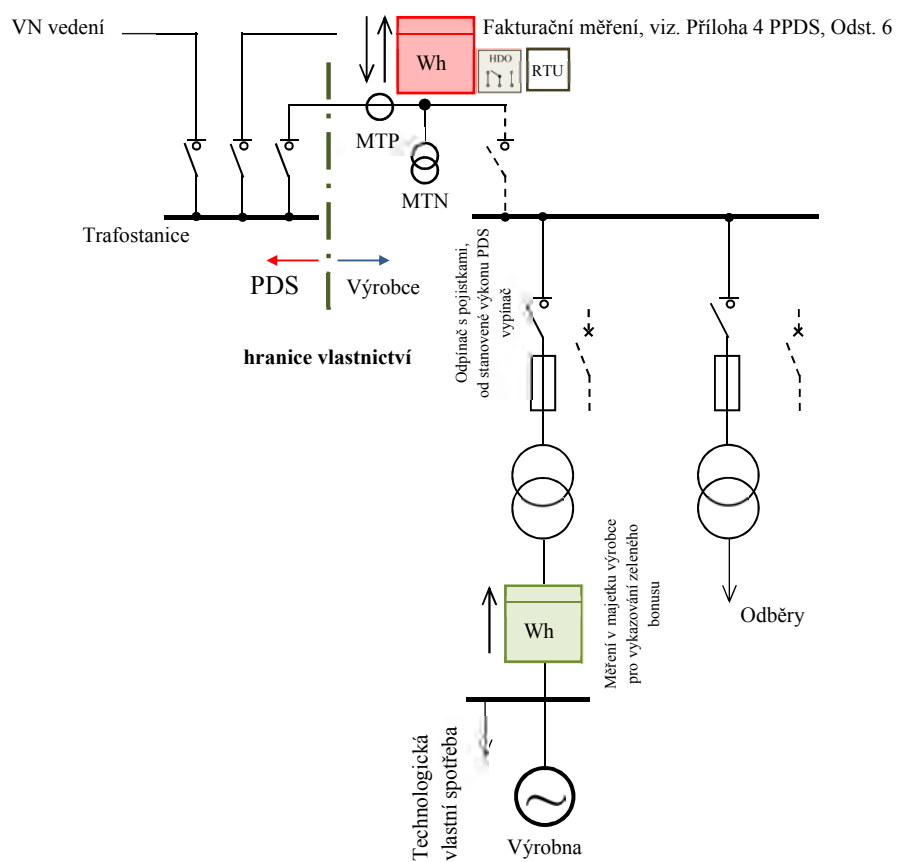 VN vedení
Fakturační měření, viz. Příloha 4 PPDS, Odst. 6
Wh
HDO
RTU
MTP
MTN
Trafostanice
PDS
Výrobce
hranice vlastnictví
Odpínač s pojistkami,
od stanovené výkonu PDS
vypínač
Měření v majetku výrobce
pro vykazování zeleného
bonusu
Wh
Odběry
Technologická
vlastní spotřeba
Výrobna